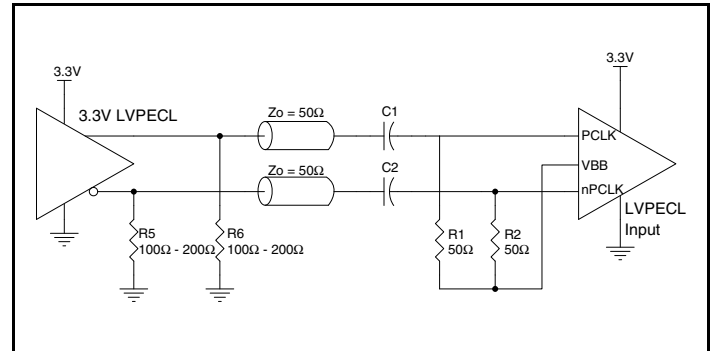 3.3V
3.3V
3.3V LVPECL
Zo = 50Ω
C1
PCLK
VBB
Zo = 50Ω
C2
nPCLK
LVPECL
Input
R5
100Ω - 200Ω
R6
100Ω - 200Ω
R1
50Ω
R2
50Ω